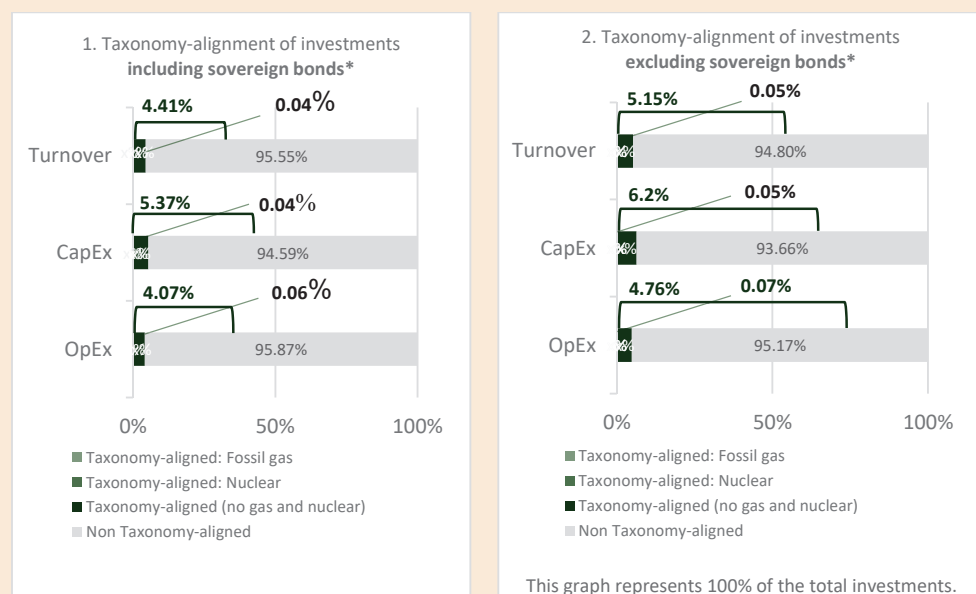 1. Taxonomy-alignment of investments
including sovereign bonds*
4.41%
0.04%
Turnover
95.55%
5.37%
0.04%
CapEx
94.59%
4.07%
0.06%
OpEx
95.87%
0%
50%
100%
Taxonomy-aligned: Fossil gas
Taxonomy-aligned: Nuclear
Taxonomy-aligned (no gas and nuclear)
Non Taxonomy-aligned
2. Taxonomy-alignment of investments
excluding sovereign bonds*
5.15%
0.05%
Turnover
94.80%
6.2%
0.05%
CapEx
93.66%
4.76%
0.07%
OpEx
95.17%
0%
50%
100%
Taxonomy-aligned: Fossil gas
Taxonomy-aligned: Nuclear
Taxonomy-aligned (no gas and nuclear)
Non Taxonomy-aligned
This graph represents 100% of the total investments.